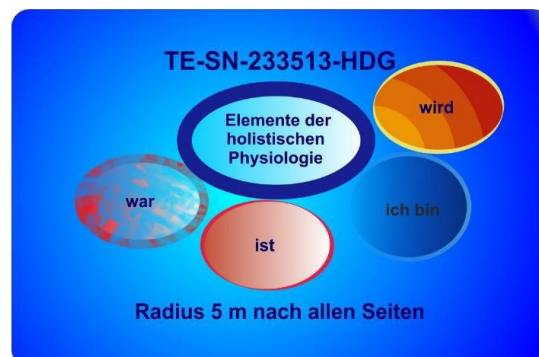 TE-SN-233513-HDG
Elemente der
holistischen
Physiologie
wird
war
ich bin
ist
Radius 5 m nach allen Seiten